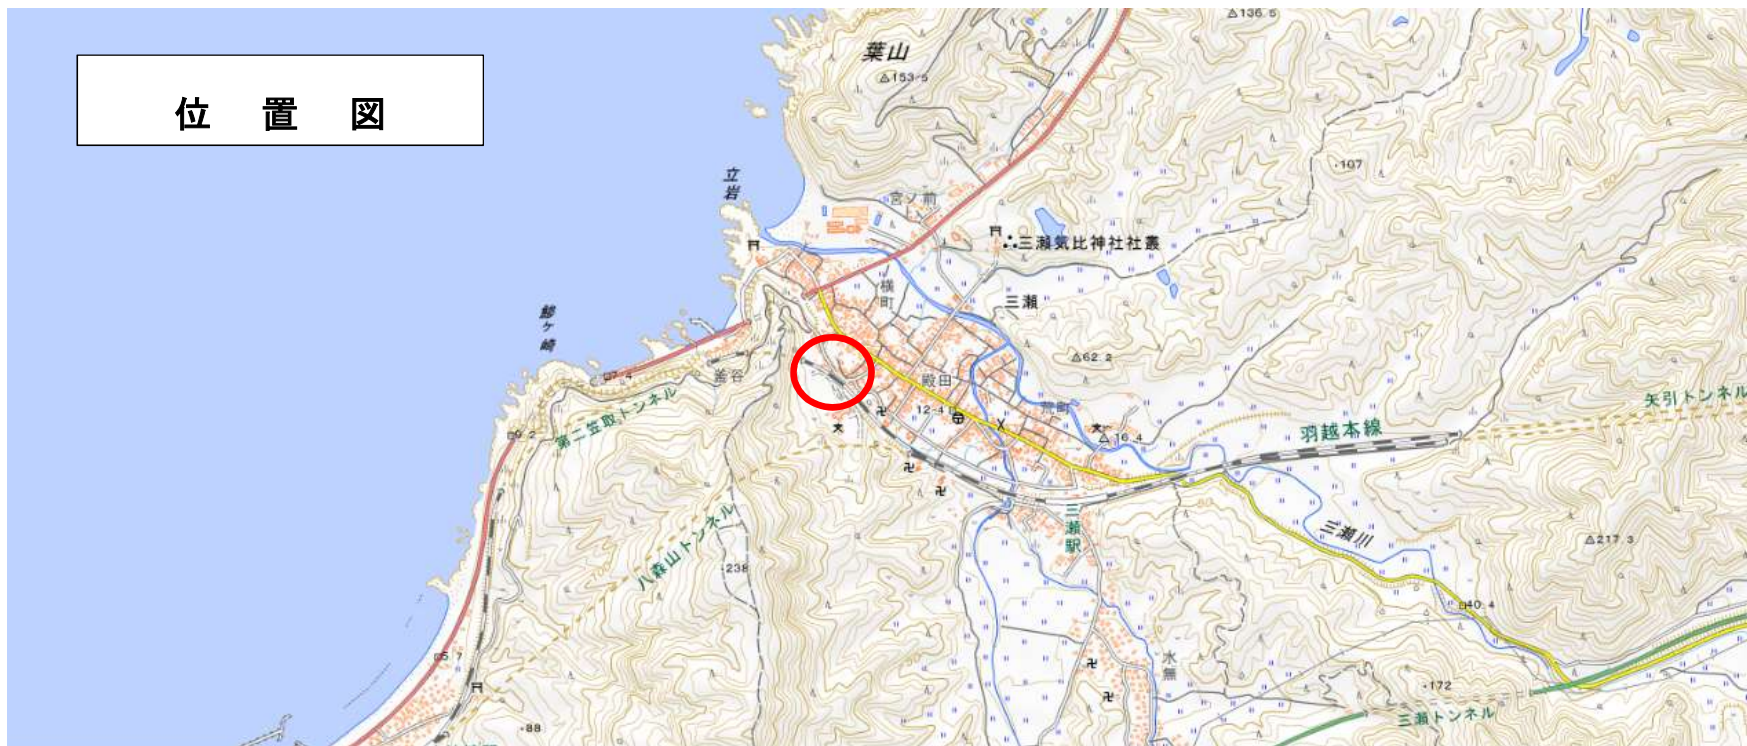 位 置 図
葉山
136.5
153.5
107
立岩
宮ノ前
三瀬気比神社社叢
横町
三瀬
鯵ヶ崎
62.2
釜谷
殿田
12.4
荒町
16.4
矢引トンネル
羽越本線
第二笠取トンネル
三瀬駅
八森山トンネル
三瀬川
217.3
238
40.4
5.7
水無
172
三瀬トンネル
88